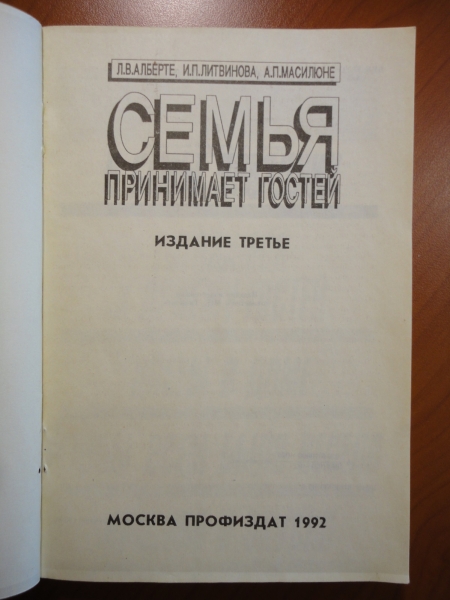 Л.В.АЛБЕРТЕ, И.П.ЛИТВИНОВА, А.П.МАСИЛЮНЕ
СЕМЬЯ
ПРИНИМАЕТ ГОСТЕЙ
ИЗДАНИЕ ТРЕТЬЕ
МОСКВА ПРОФИЗДАТ 1992